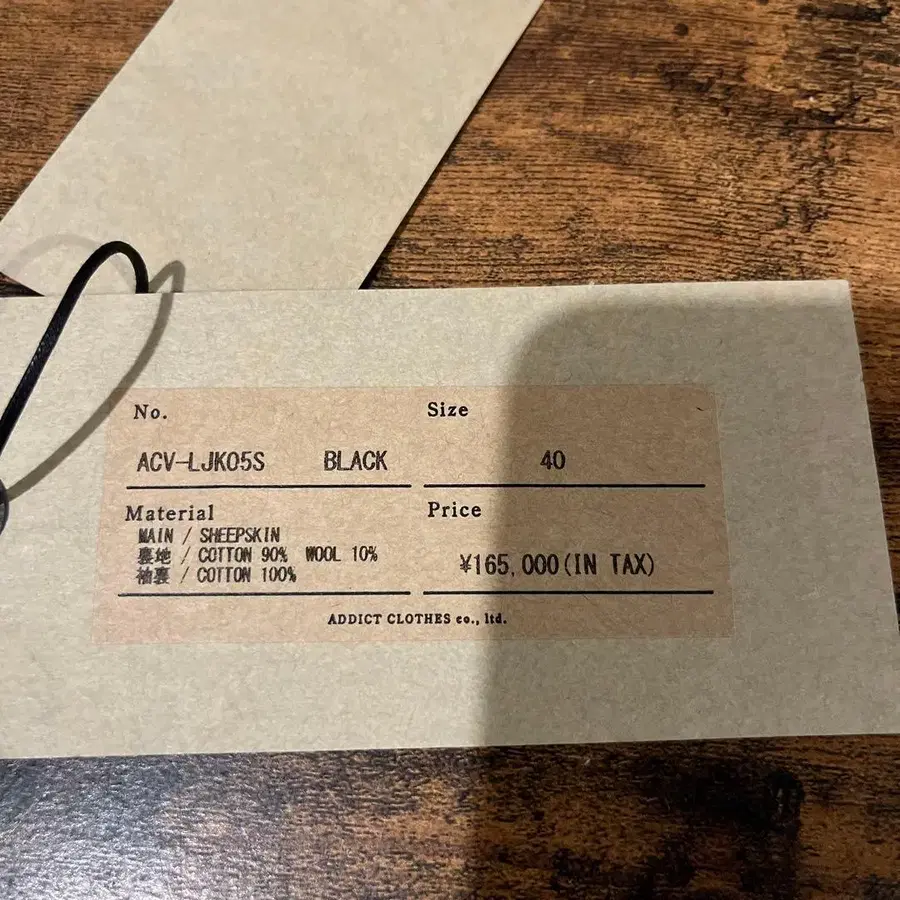 No.
Size
ACV-LJK05S BLACK
40
Material
Price
MAIN / SHEEPSKIN
裏地 / COTTON 90% WOOL 10%
袖裏 / COTTON 100%
¥165,000(IN TAX)
ADDICT CLOTHES co., ltd.